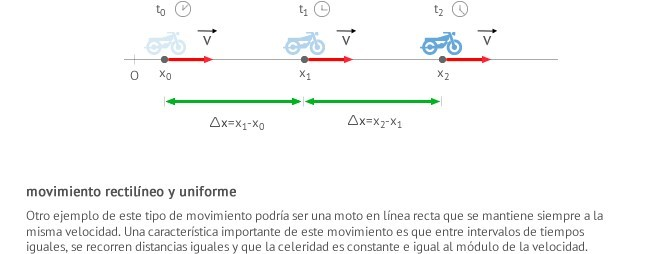 t0 t1 t2
v v v
O x0 x1 x2
△x=x1-x0 △x=x2-x1
movimiento rectilíneo y uniforme
Otro ejemplo de este tipo de movimiento podría ser una moto en línea recta que se mantiene siempre a la
misma velocidad. Una característica importante de este movimiento es que entre intervalos de tiempos
iguales, se recorren distancias iguales y que la celeridad es constante e igual al módulo de la velocidad.